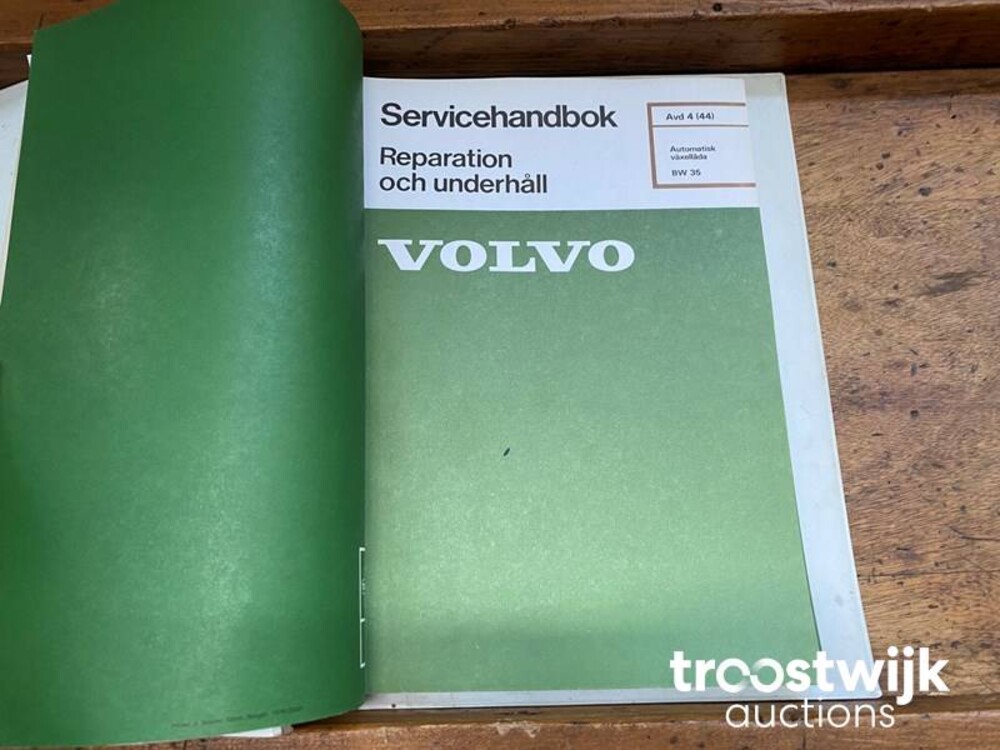 Servicehandbok
Reparation
och underhåll
Avd 4 (44)
Automatisk
växellåda
BW 35
VOLVO
troostwijk
auctions